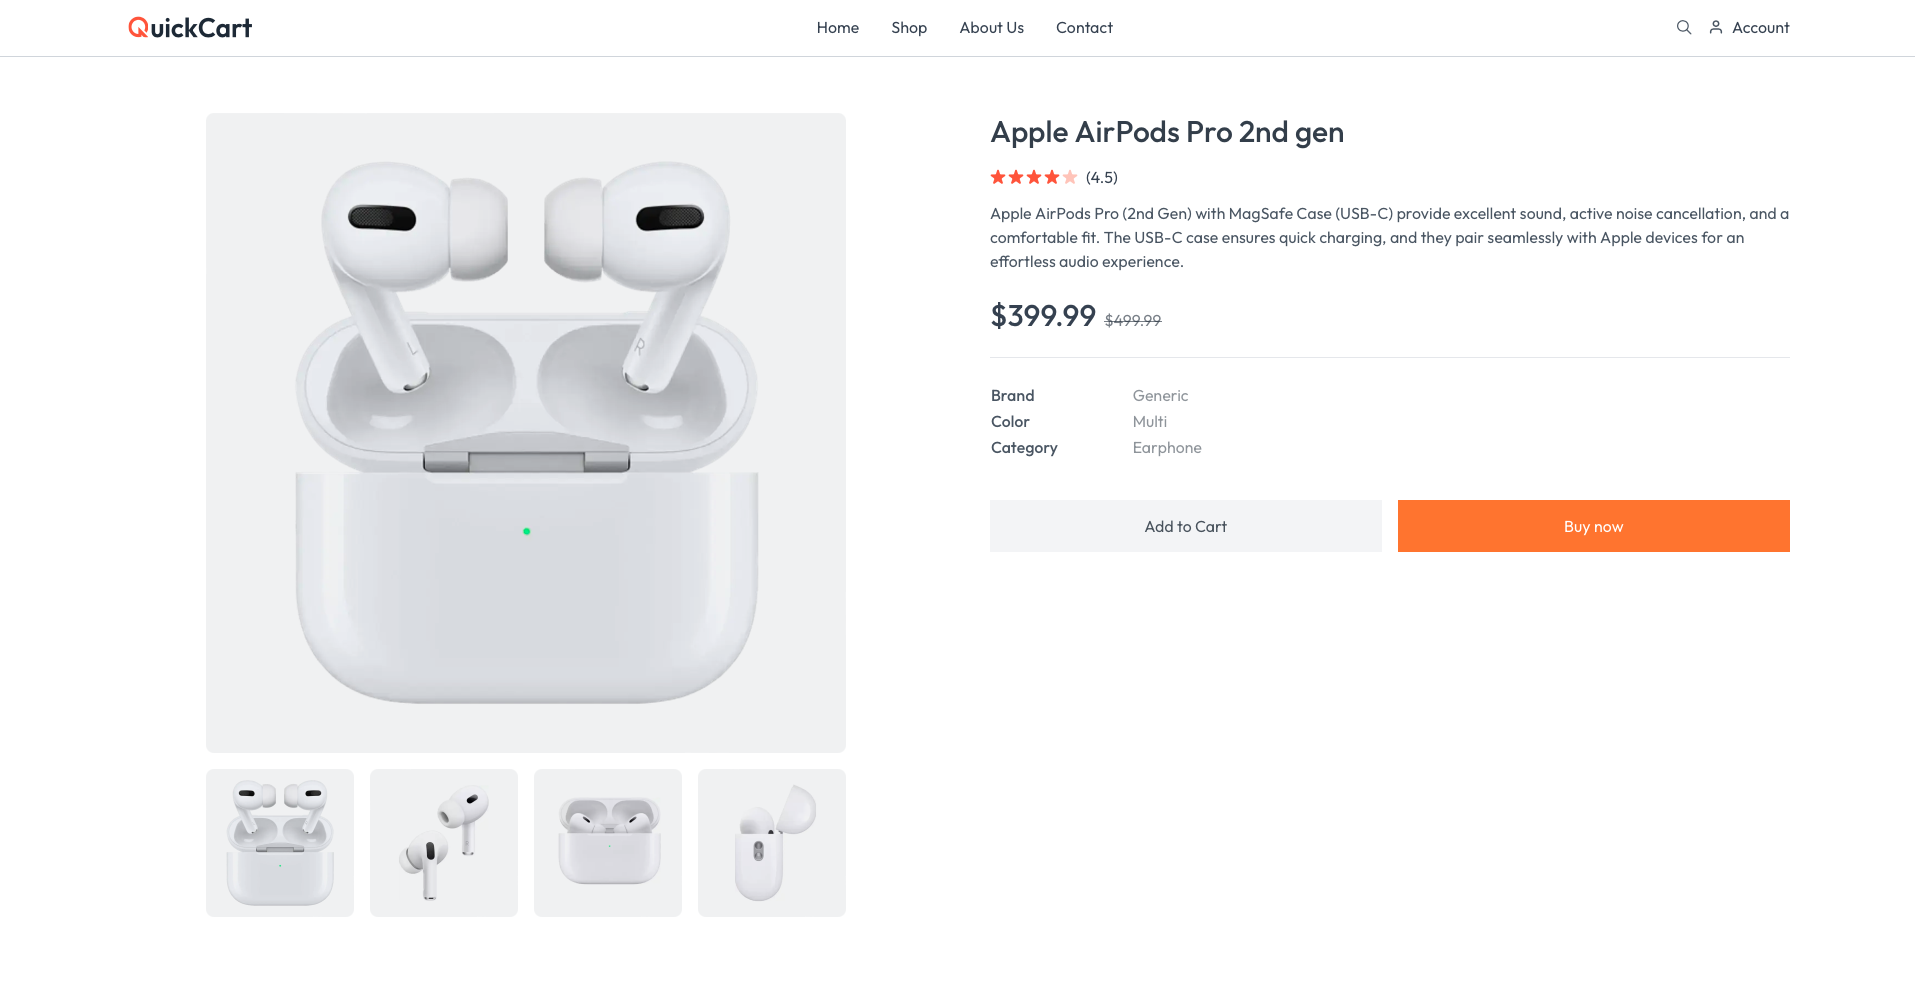 QuickCart
Home
Shop
About Us
Contact
Account
Apple AirPods Pro 2nd gen
(4.5)
Apple AirPods Pro (2nd Gen) with MagSafe Case (USB-C) provide excellent sound, active noise cancellation, and a
comfortable fit. The USB-C case ensures quick charging, and they pair seamlessly with Apple devices for an
effortless audio experience.
$399.99 $499.99
Brand Generic
Color Multi
Category Earphone
Add to Cart
Buy now
L
R